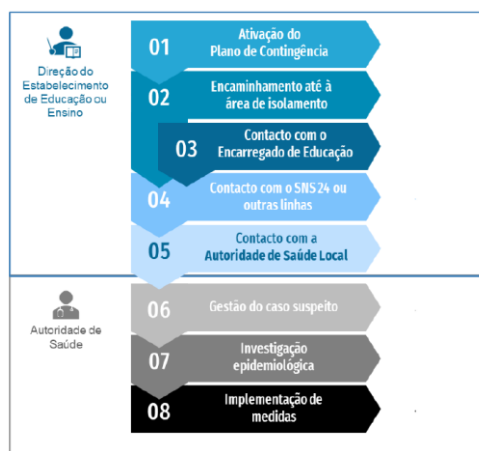 Direção do
Estabelecimento
de Educação ou
Ensino
01
Ativação do
Plano de Contingência
02
Encaminhamento até à
área de isolamento
03
Contacto com o
Encarregado de Educação
04
Contacto com o SNS 24 ou
outras linhas
05
Contacto com a
Autoridade de Saúde Local
Autoridade de
Saúde
06
Gestão do caso suspeito
07
Investigação
epidemiológica
08
Implementação de
medidas